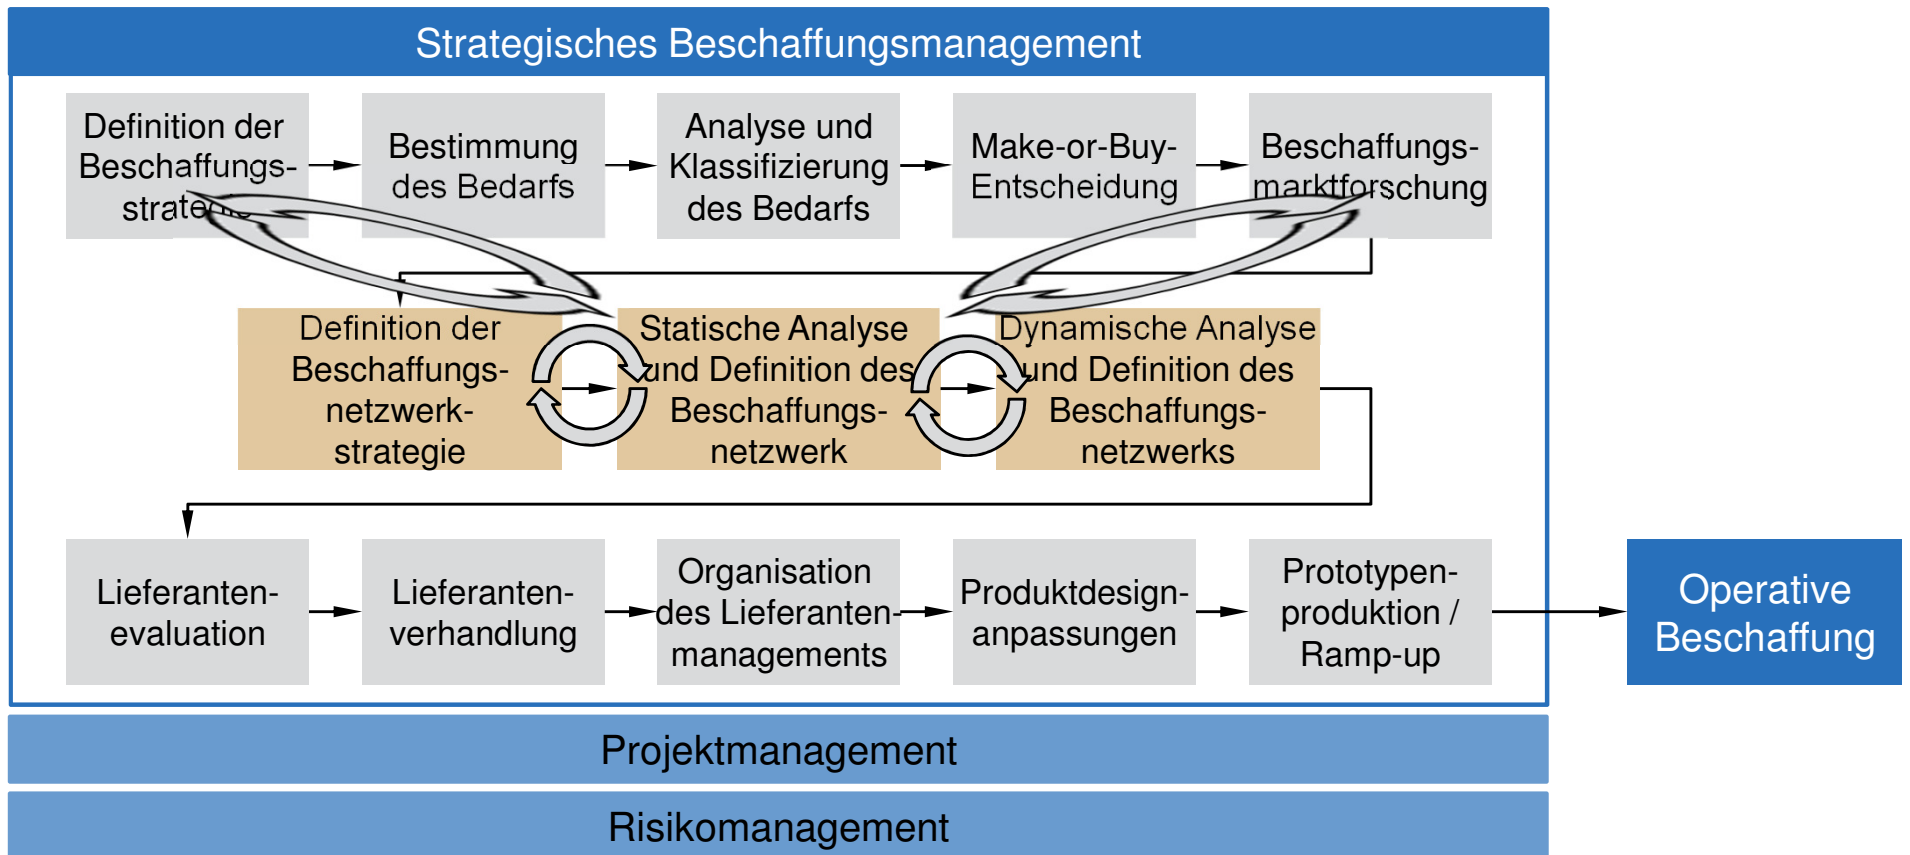 Strategisches Beschaffungsmanagement
Definition der
Beschaffungs-
strategie
Bestimmung
des Bedarfs
Analyse und
Klassifizierung
des Bedarfs
Make-or-Buy-
Entscheidung
Beschaffungs-
marktforschung
Definition der
Beschaffungs-
netzwerk-
strategie
Statische Analyse
und Definition des
Beschaffungs-
netzwerk
Dynamische Analyse
und Definition des
Beschaffungs-
netzwerks
Lieferanten-
evaluation
Lieferanten-
verhandlung
Organisation
des Lieferanten-
managements
Produktdesign-
anpassungen
Prototypen-
produktion /
Ramp-up
Operative
Beschaffung
Projektmanagement
Risikomanagement